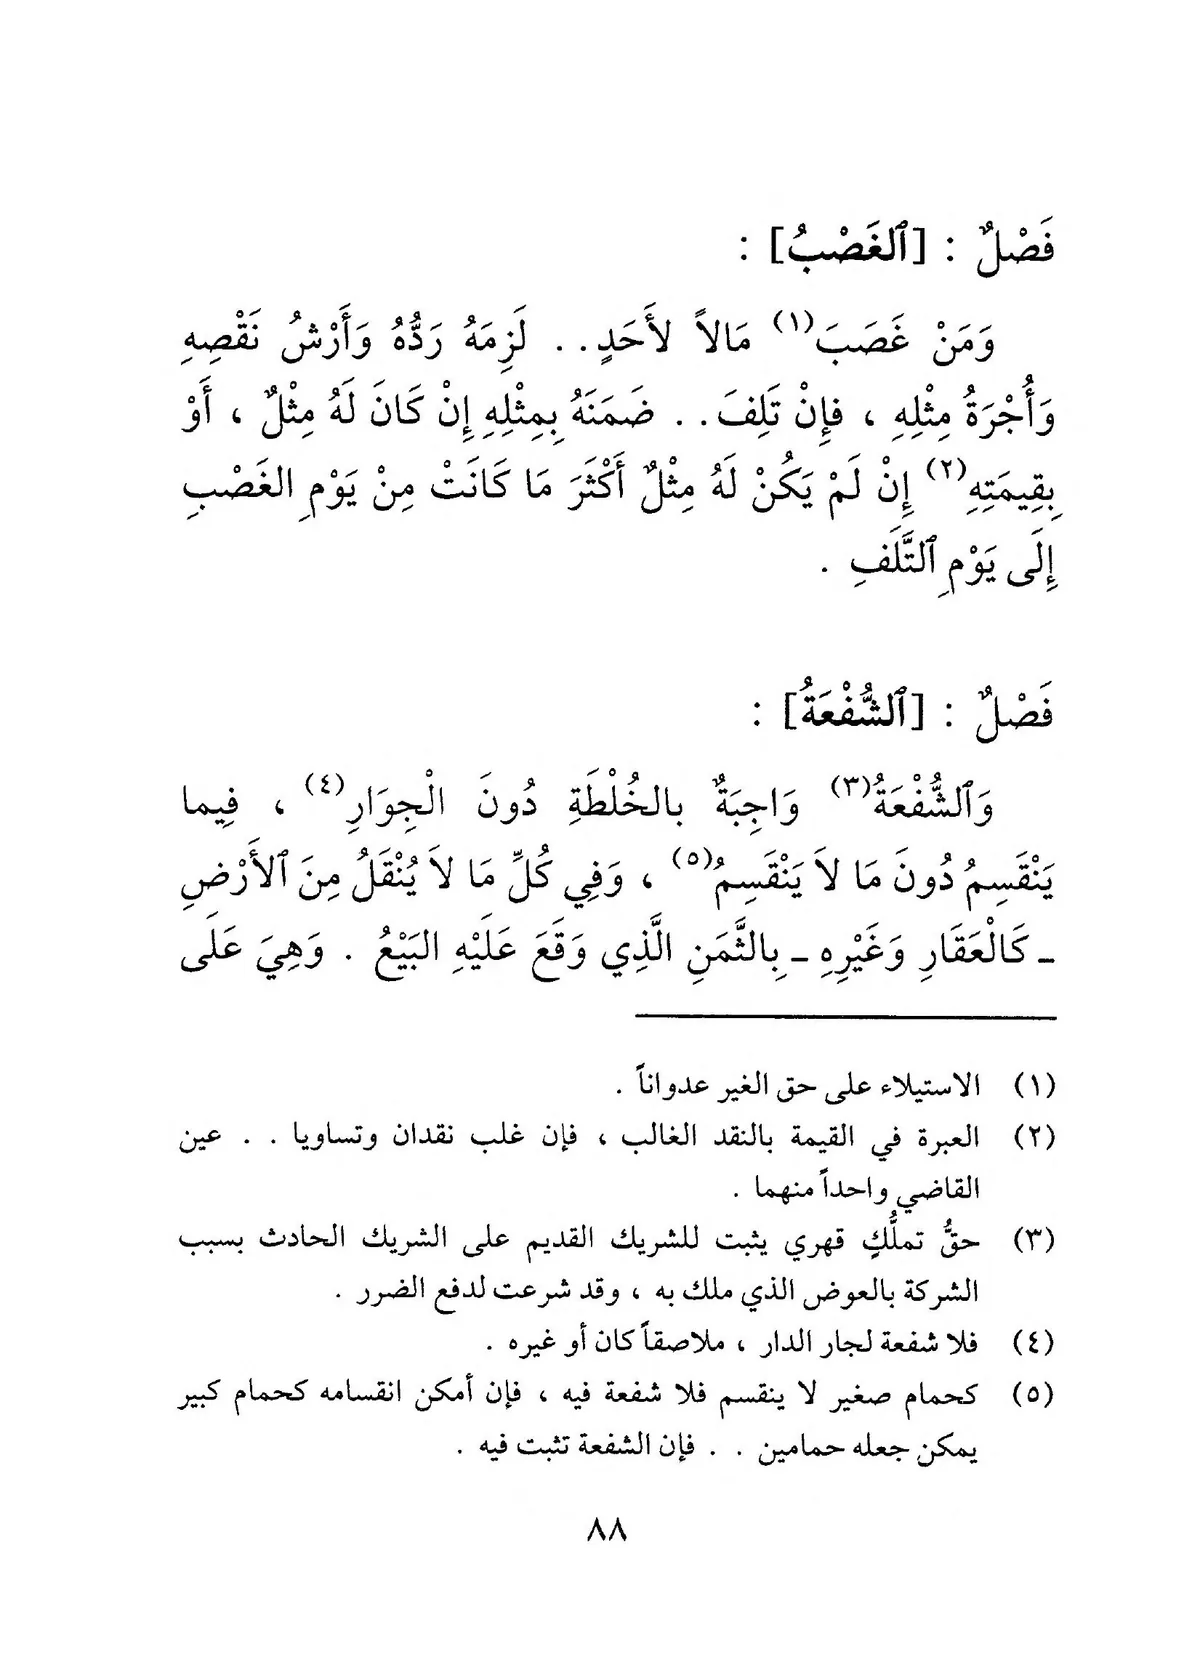 فَصْلٌ : [ٱلغَصْبُ] :
وَمَنْ غَصَبَ(١) مَالاً لأَحَدٍ. . لَزِمَهُ رَدُّهُ وَأَرْشُ نَقْصِهِ
وَأُجْرَةُ مِثْلِهِ ، فإِنْ تَلِفَ. . ضَمَنَهُ بِمِثْلِهِ إِنْ كَانَ لَهُ مِثْلٌ ، أَوْ
بِقِيمَتِهِ(٢) إِنْ لَمْ يَكُنْ لَهُ مِثْلٌ أَكْثَرَ مَا كَانَتْ مِنْ يَوْمِ الغَصْبِ
إِلَى يَوْمِ ٱلتَّلَفِ .
فَصْلٌ : [ٱلشُّفْعَةُ] :
وَٱلشُّفْعَةُ(٣) وَاجِبَةٌ بالخُلْطَةِ دُونَ الْجِوَارِ(٤) ، فِيما
يَنْقَسِمُ دُونَ مَا لاَ يَنْقَسِمُ(٥) ، وَفِي كُلِّ مَا لاَ يُنْقَلُ مِنَ ٱلأَرْضِ
ـ كَالْعَقَارِ وَغَيْرِهِ ـ بِالثَّمَنِ الَّذِي وَقَعَ عَلَيْهِ البَيْعُ . وَهِيَ عَلَى
(١) الاستيلاء على حق الغير عدواناً .
(٢) العبرة في القيمة بالنقد الغالب ، فإن غلب نقدان وتساويا . . عين
القاضي واحداً منهما .
(٣) حقُّ تملُّكٍ قهري يثبت للشريك القديم على الشريك الحادث بسبب
الشركة بالعوض الذي ملك به ، وقد شرعت لدفع الضرر .
(٤) فلا شفعة لجار الدار ، ملاصقاً كان أو غيره .
(٥) كحمام صغير لا ينقسم فلا شفعة فيه ، فإن أمكن انقسامه كحمام كبير
يمكن جعله حمامين . . فإن الشفعة تثبت فيه .
٨٨